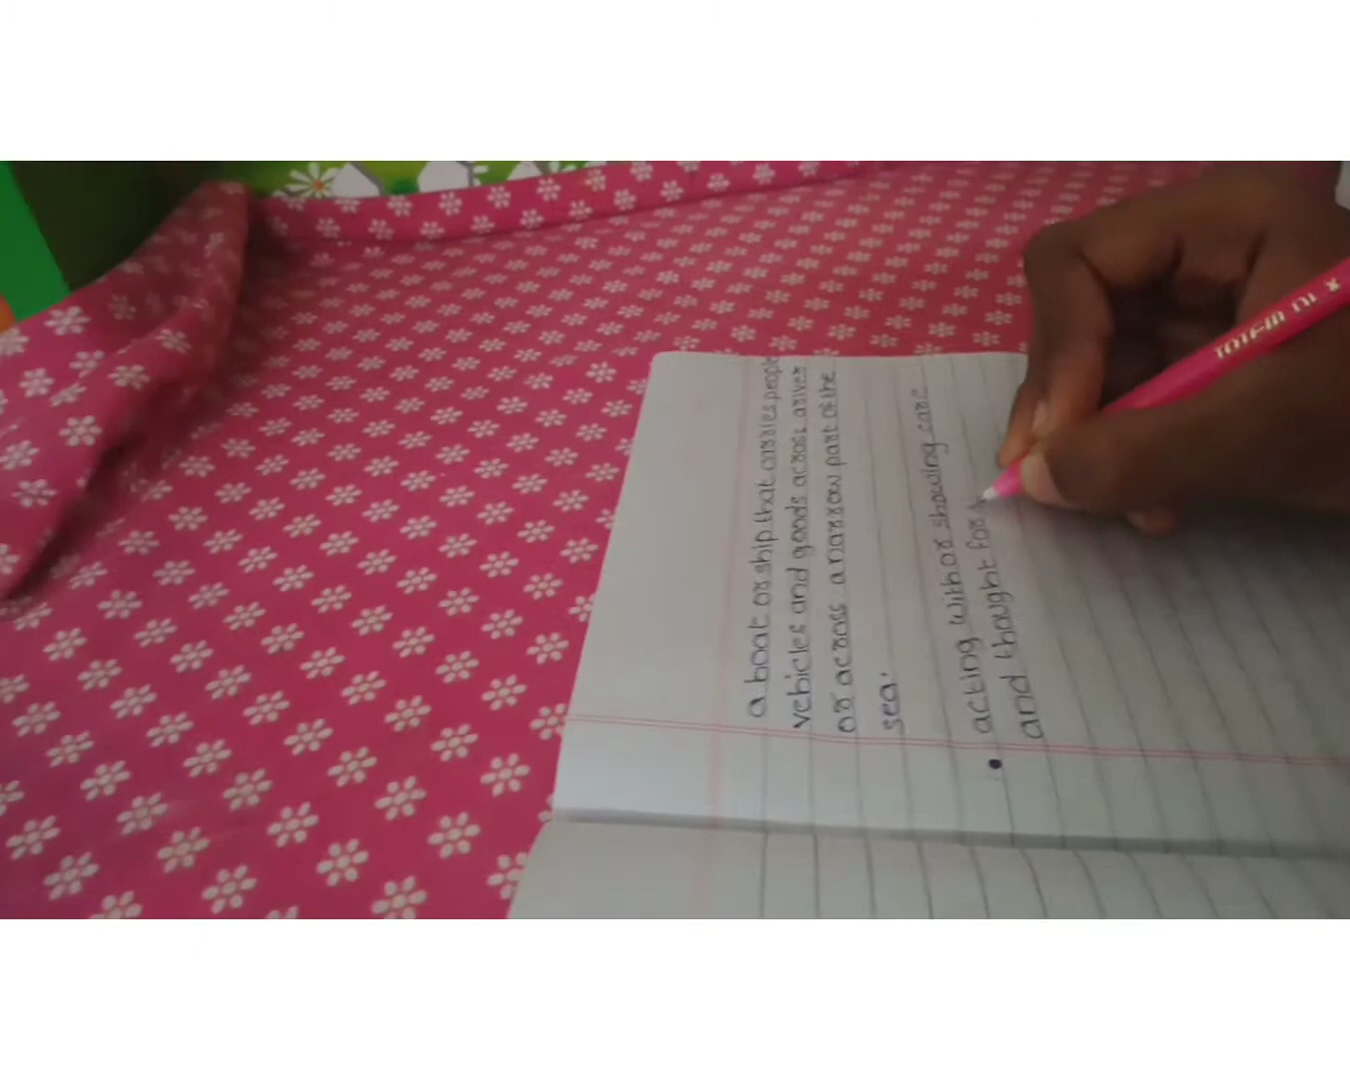 a boat or ship that carries people
vehicles and goods across a river
or across a narrow part of the
sea.
• acting with or showing care
and thought for